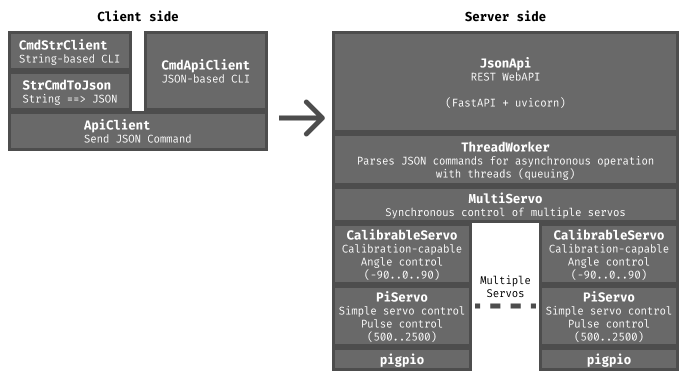 Client side
CmdStrClient
String-based CLI
StrCmdToJson
String ==> JSON
CmdApiClient
JSON-based CLI
ApiClient
Send JSON Command
Server side
JsonApi
REST WebAPI
(FastAPI + uvicorn)
ThreadWorker
Parses JSON commands for asynchronous operation
with threads (queuing)
MultiServo
Synchronous control of multiple servos
CalibrableServo
Calibration-capable
Angle control
(-90..0..90)
PiServo
Simple servo control
Pulse control
(500..2500)
pigpio
Multiple
Servos
CalibrableServo
Calibration-capable
Angle control
(-90..0..90)
PiServo
Simple servo control
Pulse control
(500..2500)
pigpio